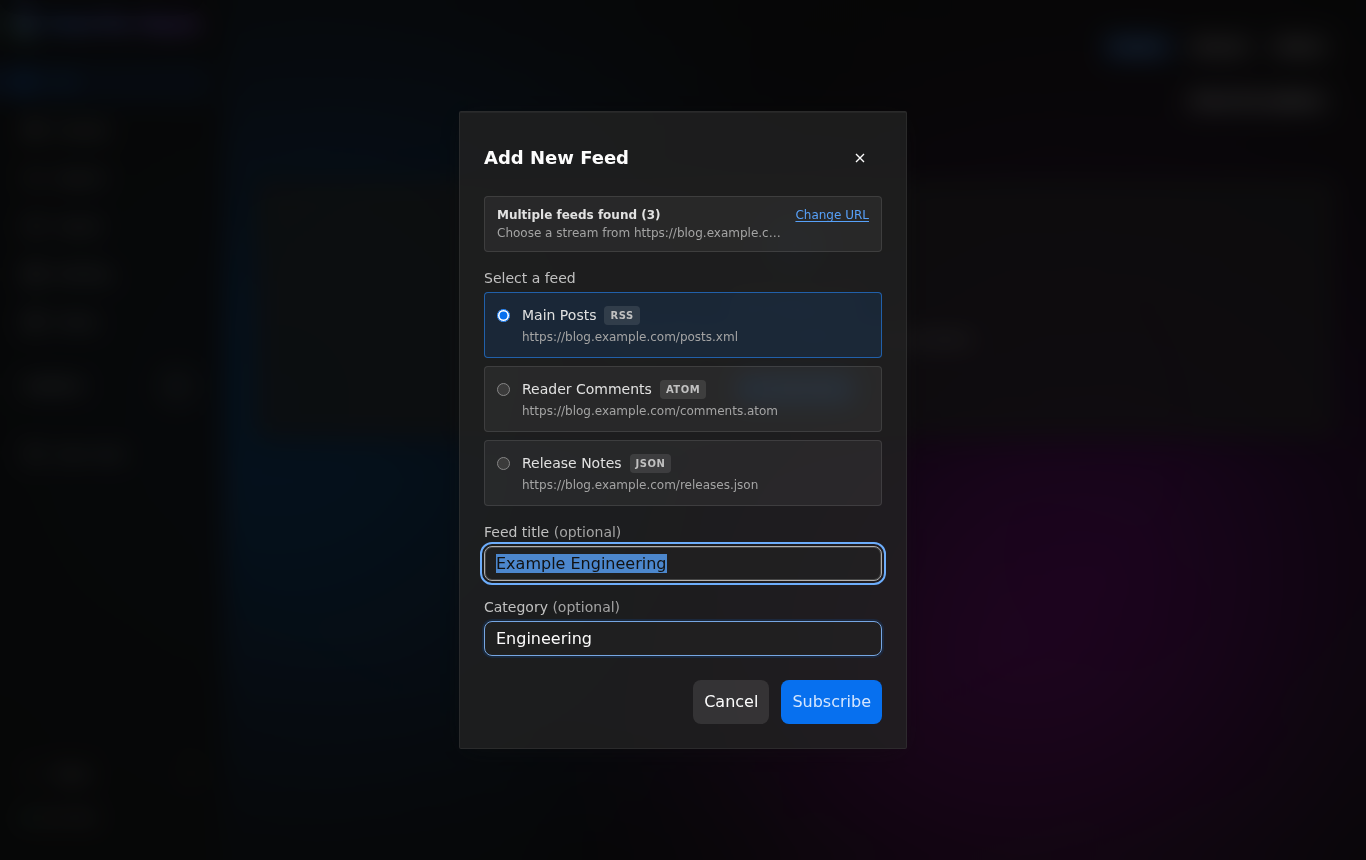 Add New Feed ×
Multiple feeds found (3) Change URL
Choose a stream from https://blog.example.c...
Select a feed
Main Posts RSS
https://blog.example.com/posts.xml
Reader Comments ATOM
https://blog.example.com/comments.atom
Release Notes JSON
https://blog.example.com/releases.json
Feed title (optional)
Example Engineering
Category (optional)
Engineering
Cancel Subscribe